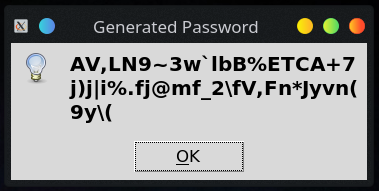 Generated Password
AV,LN9~3w`lbB%ETCA+7
j)j|i%.fj@mf_2\fV,Fn*Jyvn(
9y\(
OK